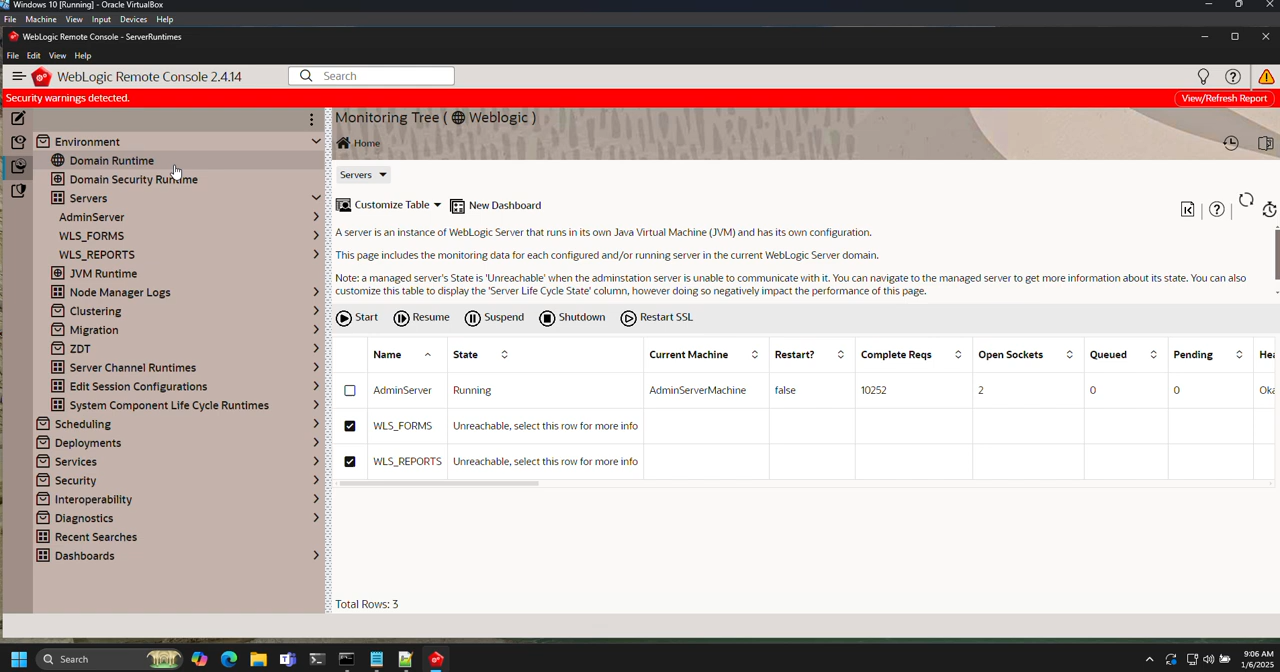 Windows 10 [Running] - Oracle VirtualBox
File Machine View Input Devices Help
WebLogic Remote Console - ServerRuntimes
File Edit View Help
WebLogic Remote Console 2.4.14
Search
Security warnings detected.
View/Refresh Report
Monitoring Tree ( Weblogic )
Home
Environment
Domain Runtime
Domain Security Runtime
Servers
AdminServer
WLS_FORMS
WLS_REPORTS
JVM Runtime
Node Manager Logs
Clustering
Migration
ZDT
Server Channel Runtimes
Edit Session Configurations
System Component Life Cycle Runtimes
Scheduling
Deployments
Services
Security
Interoperability
Diagnostics
Recent Searches
Dashboards
Servers
Customize Table New Dashboard
A server is an instance of WebLogic Server that runs in its own Java Virtual Machine (JVM) and has its own configuration.
This page includes the monitoring data for each configured and/or running server in the current WebLogic Server domain.
Note: a managed server's State is 'Unreachable' when the adminstation server is unable to communicate with it. You can navigate to the managed server to get more information about its state. You can also
customize this table to display the 'Server Life Cycle State' column, however doing so negatively impact the performance of this page.
Start Resume Suspend Shutdown Restart SSL
Name State Current Machine Restart? Complete Reqs Open Sockets Queued Pending
AdminServer Running AdminServerMachine false 10252 2 0 0
WLS_FORMS Unreachable, select this row for more info
WLS_REPORTS Unreachable, select this row for more info
Total Rows: 3
Search
9:06 AM
1/6/2025